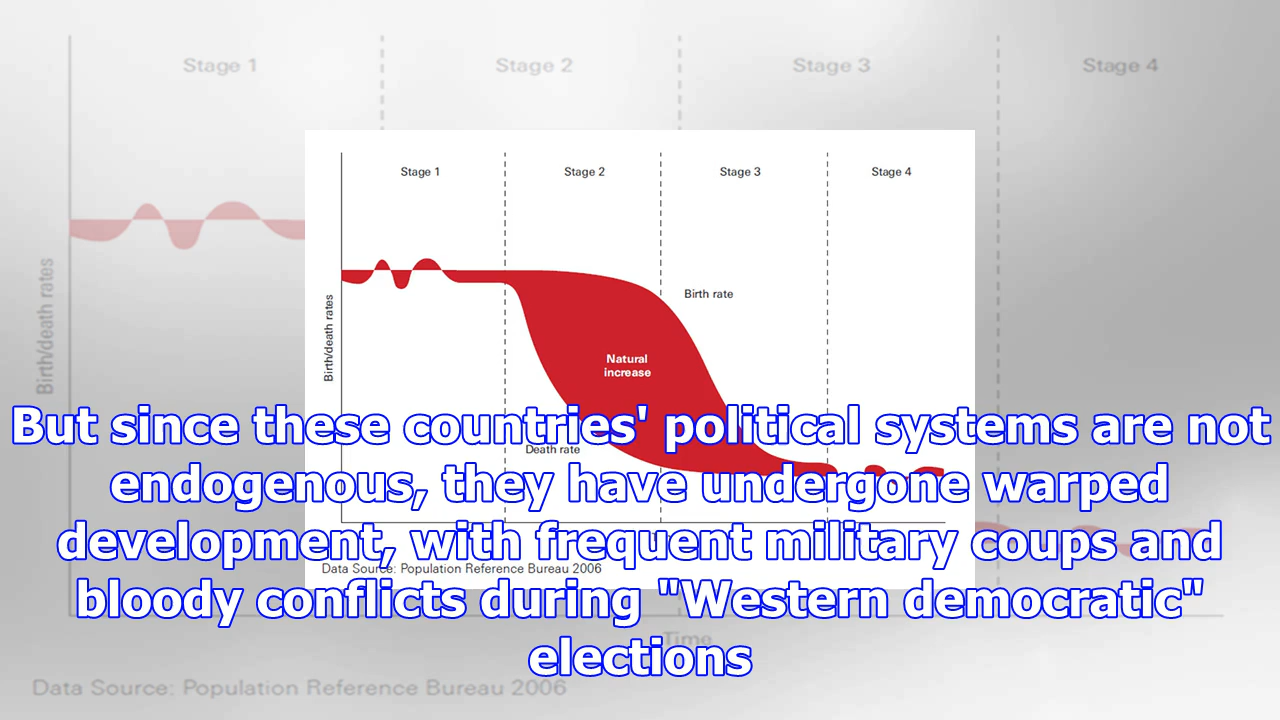 Stage 1
Stage 2
Stage 3
Stage 4
Stage 1
Stage 2
Stage 3
Stage 4
Birth/death rates
Birth/death rates
Birth rate
Natural
increase
Death rate
But since these countries' political systems are not
endogenous, they have undergone warped
development, with frequent military coups and
bloody conflicts during "Western democratic"
elections
Data Source: Population Reference Bureau 2006
Time
Data Source: Population Reference Bureau 2006